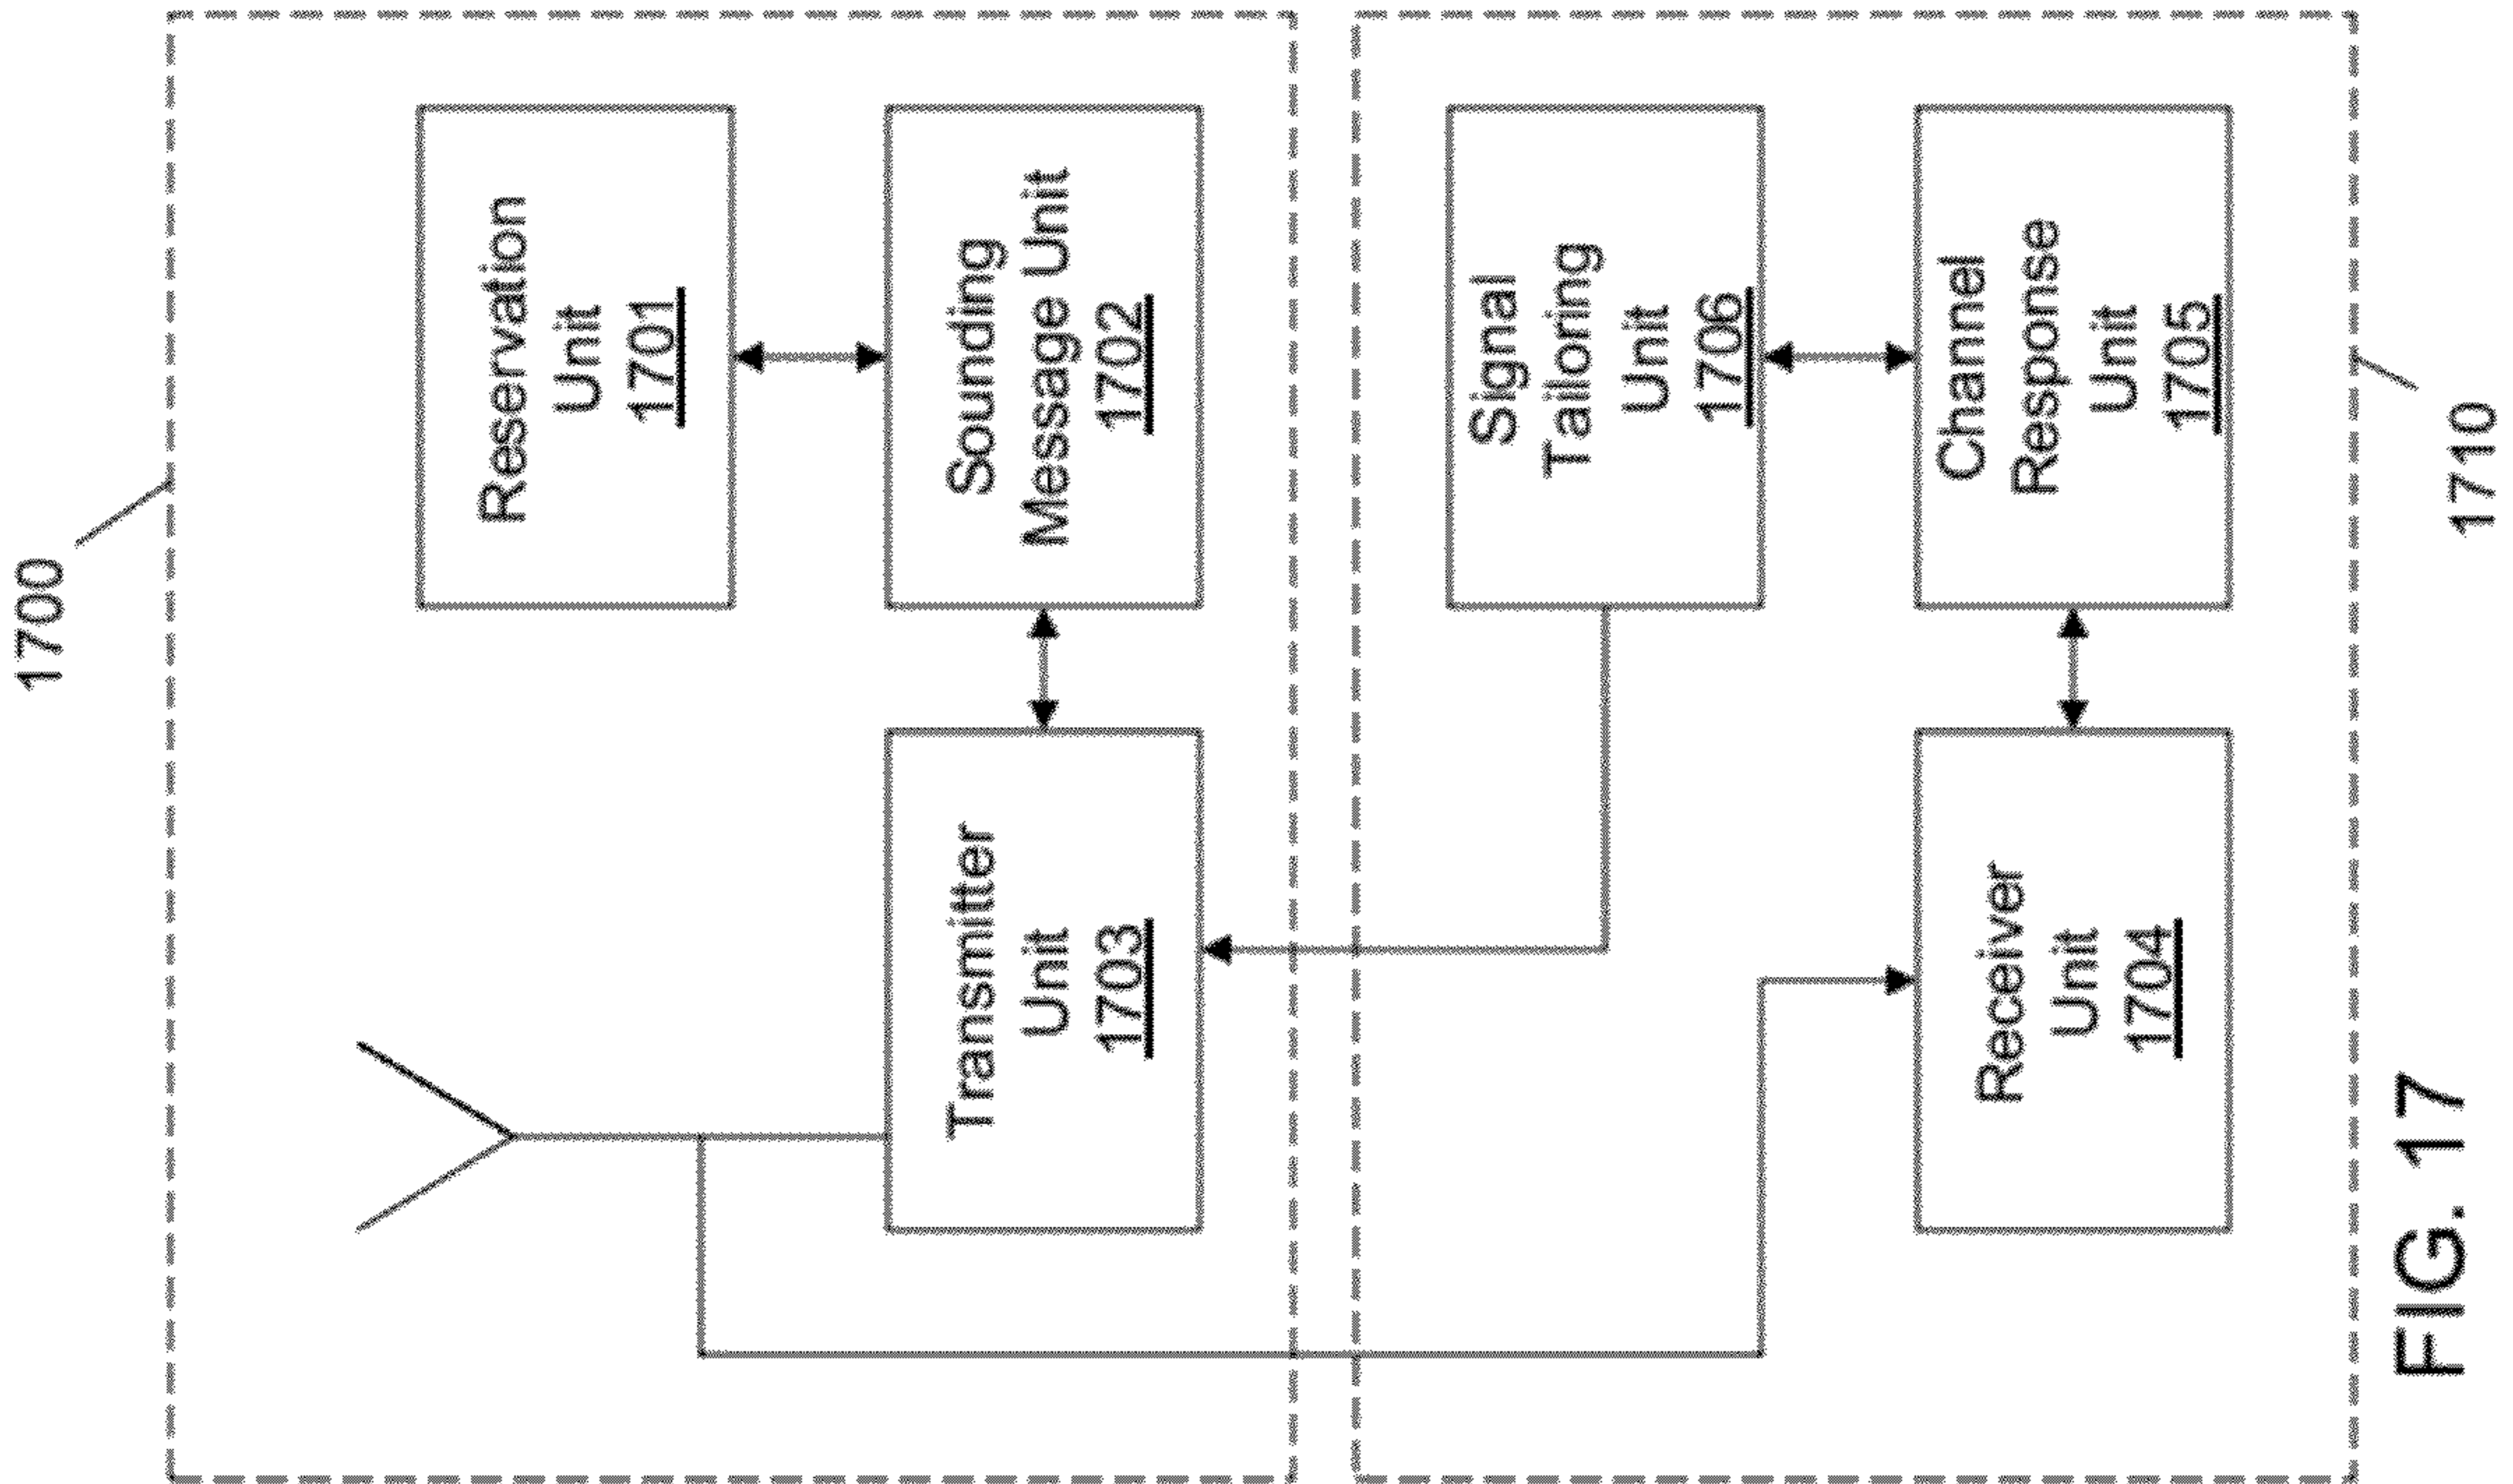 1700
Reservation
Unit
1701
Sounding
Message Unit
1702
Transmitter
Unit
1703
Signal
Tailoring
Unit
1706
Channel
Response
Unit
1705
Receiver
Unit
1704
1710
FIG. 17